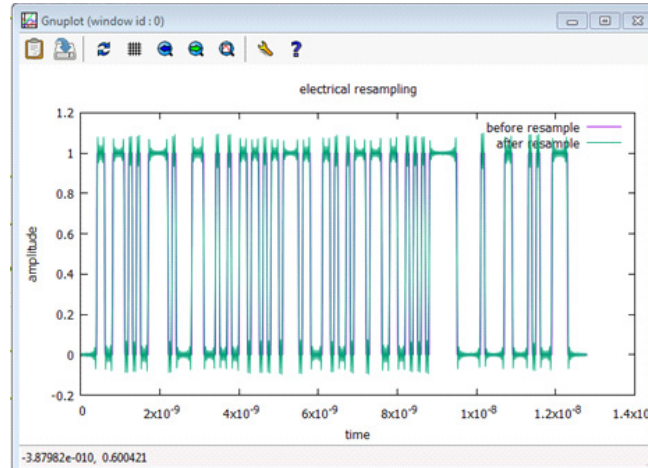 Gnuplot (window id : 0)
electrical resampling
1.2
before resample
after resample
1
0.8
0.6
0.4
0.2
0
-0.2
amplitude
0 2x10⁻⁹ 4x10⁻⁹ 6x10⁻⁹ 8x10⁻⁹ 1x10⁻⁸ 1.2x10⁻⁸ 1.4x10
time
-3.87982e-010, 0.600421